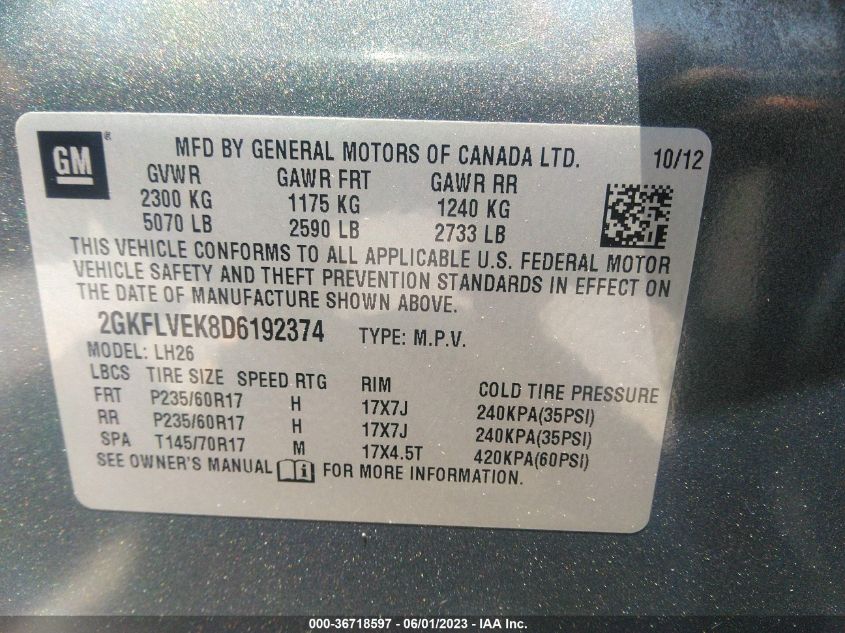 GM ®
MFD BY GENERAL MOTORS OF CANADA LTD. 10/12
GVWR GAWR FRT GAWR RR
2300 KG 1175 KG 1240 KG
5070 LB 2590 LB 2733 LB
THIS VEHICLE CONFORMS TO ALL APPLICABLE U.S. FEDERAL MOTOR
VEHICLE SAFETY AND THEFT PREVENTION STANDARDS IN EFFECT ON
THE DATE OF MANUFACTURE SHOWN ABOVE.
2GKFLVEK8D6192374 TYPE: M.P.V.
MODEL: LH26
LBCS TIRE SIZE SPEED RTG RIM COLD TIRE PRESSURE
FRT P235/60R17 H 17X7J 240KPA(35PSI)
RR P235/60R17 H 17X7J 240KPA(35PSI)
SPA T145/70R17 M 17X4.5T 420KPA(60PSI)
SEE OWNER'S MANUAL i FOR MORE INFORMATION.
000-36718597 - 06/01/2023 - IAA Inc.